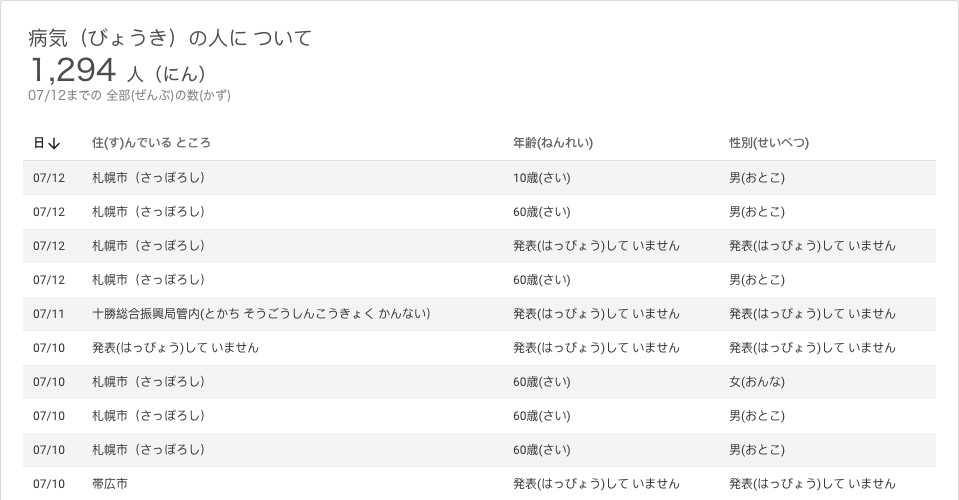 病気（びょうき）の人に ついて
1,294 人（にん）
07/12までの 全部(ぜんぶ)の数(かず)
日↓ 住(す)んでいる ところ 年齢(ねんれい) 性別(せいべつ)
07/12 札幌市（さっぽろし） 10歳(さい) 男(おとこ)
07/12 札幌市（さっぽろし） 60歳(さい) 男(おとこ)
07/12 札幌市（さっぽろし） 発表(はっぴょう)して いません 発表(はっぴょう)して いません
07/12 札幌市（さっぽろし） 60歳(さい) 男(おとこ)
07/11 十勝総合振興局管内(とかち そうごうしんこうきょく かんない） 発表(はっぴょう)して いません 発表(はっぴょう)して いません
07/10 発表(はっぴょう)して いません 発表(はっぴょう)して いません 発表(はっぴょう)して いません
07/10 札幌市（さっぽろし） 60歳(さい) 女(おんな)
07/10 札幌市（さっぽろし） 60歳(さい) 男(おとこ)
07/10 札幌市（さっぽろし） 60歳(さい) 男(おとこ)
07/10 帯広市 発表(はっぴょう)して いません 発表(はっぴょう)して いません